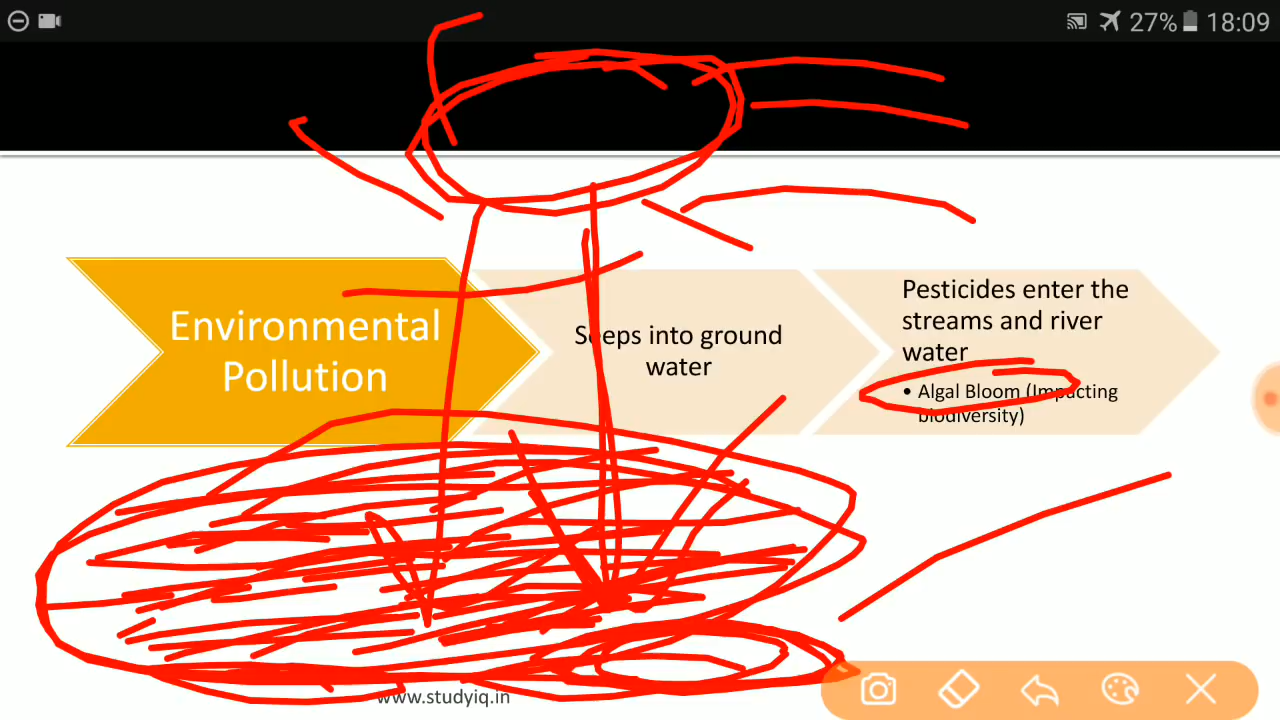 27% 18:09
Environmental
Pollution
Seeps into ground
water
Pesticides enter the
streams and river
water
• Algal Bloom (Impacting
biodiversity)
www.studyiq.in